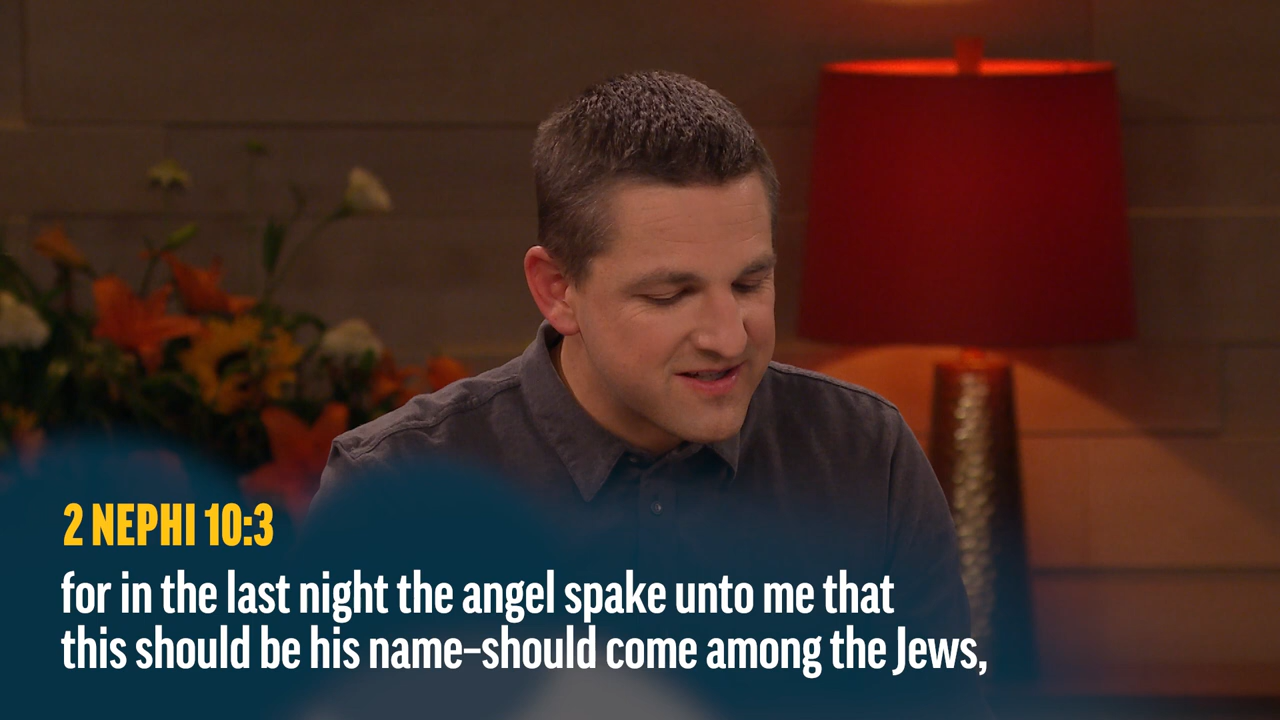 2 NEPHI 10:3
for in the last night the angel spake unto me that
this should be his name–should come among the Jews,